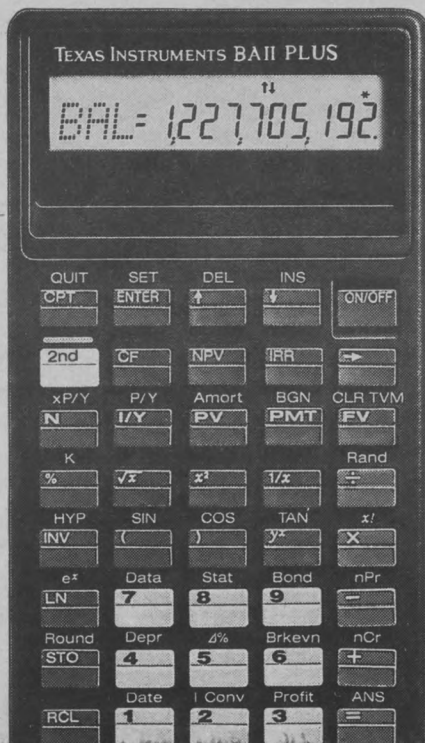 TEXAS INSTRUMENTS BAII PLUS
BAL= 1,227,705,192.
QUIT SET DEL INS
CPT ENTER ↑ ↓ ON/OFF
2nd CF NPV IRR →
xP/Y P/Y Amort BGN CLR TVM
N I/Y PV PMT FV
K Rand
% √x x² 1/x ÷
HYP SIN COS TAN x!
INV ( ) yˣ ×
eˣ Data Stat Bond nPr
LN 7 8 9 −
Round Depr Δ% Brkevn nCr
STO 4 5 6 +
Date I Conv Profit ANS
RCL 1 2 3 =